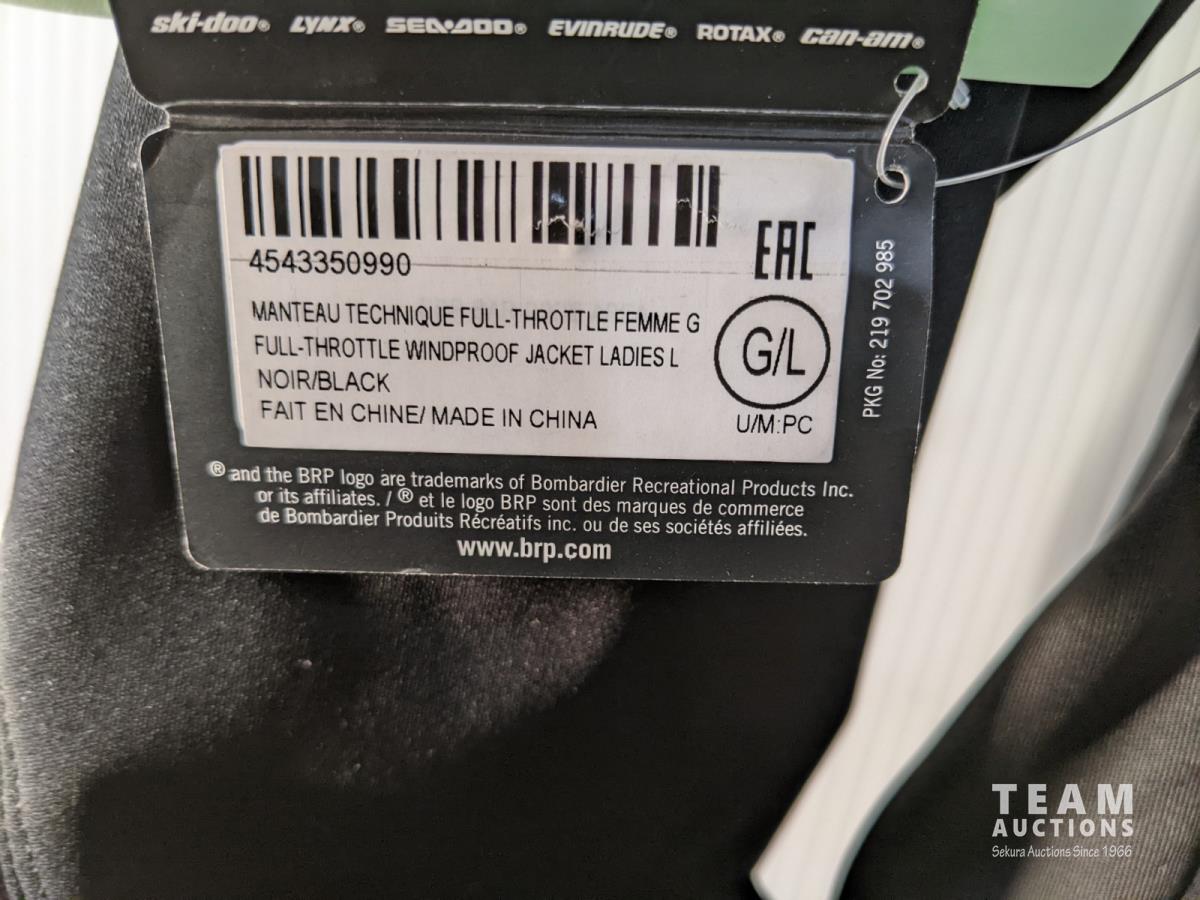 ski-doo® LYNX® SEA-DOO® EVINRUDE® ROTAX® can-am®
4543350990
EAC
MANTEAU TECHNIQUE FULL-THROTTLE FEMME G
FULL-THROTTLE WINDPROOF JACKET LADIES L
NOIR/BLACK
FAIT EN CHINE/ MADE IN CHINA
G/L
U/M:PC
PKG No: 219 702 985
® and the BRP logo are trademarks of Bombardier Recreational Products Inc.
or its affiliates. / ® et le logo BRP sont des marques de commerce
de Bombardier Produits Récréatifs inc. ou de ses sociétés affiliées.
www.brp.com
TEAM
AUCTIONS
Sekura Auctions Since 1966